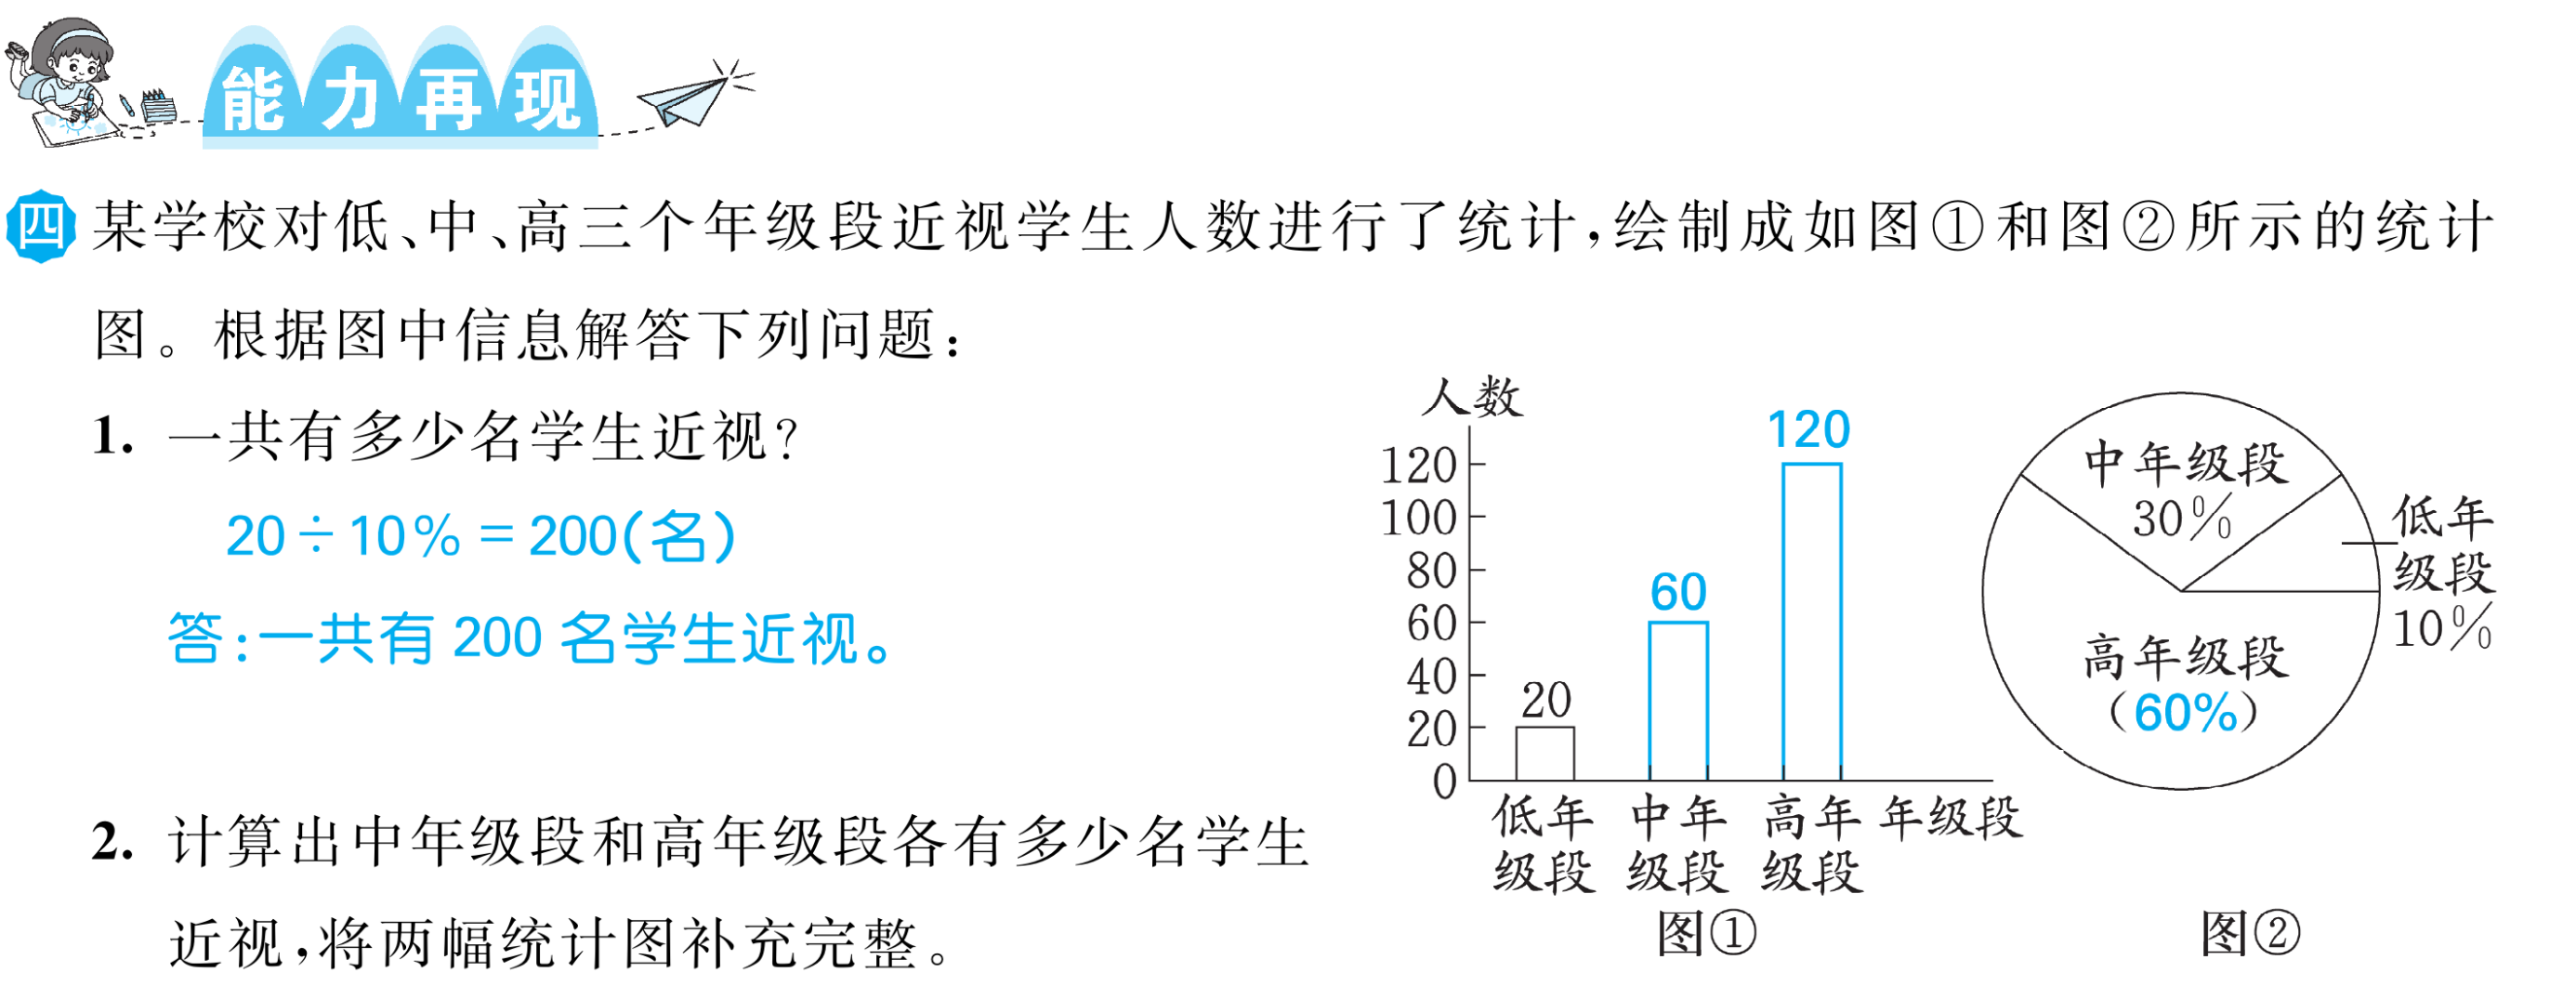 能力再现
四 某学校对低、中、高三个年级段近视学生人数进行了统计,绘制成如图①和图②所示的统计
图。根据图中信息解答下列问题:
1. 一共有多少名学生近视?
20÷10%=200(名)
答:一共有 200 名学生近视。
2. 计算出中年级段和高年级段各有多少名学生
近视,将两幅统计图补充完整。
人数
120
100
80
60
40
20
0
20
60
120
低年
级段
中年
级段
高年
级段
年级段
图①
中年级段
30%
低年
级段
10%
高年级段
(60%)
图②